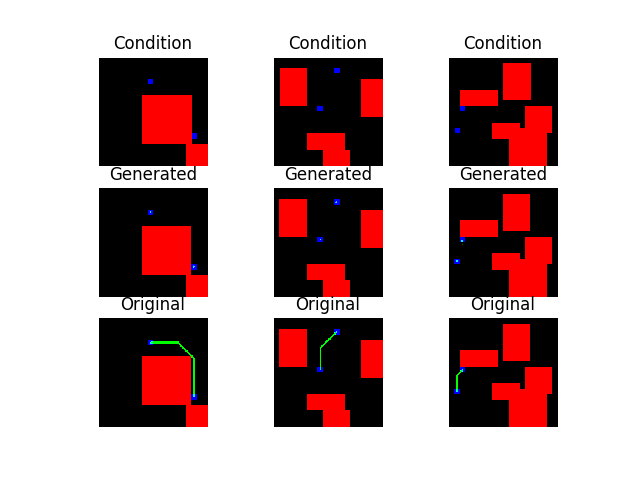 Condition
Condition
Condition
Generated
Generated
Generated
Original
Original
Original